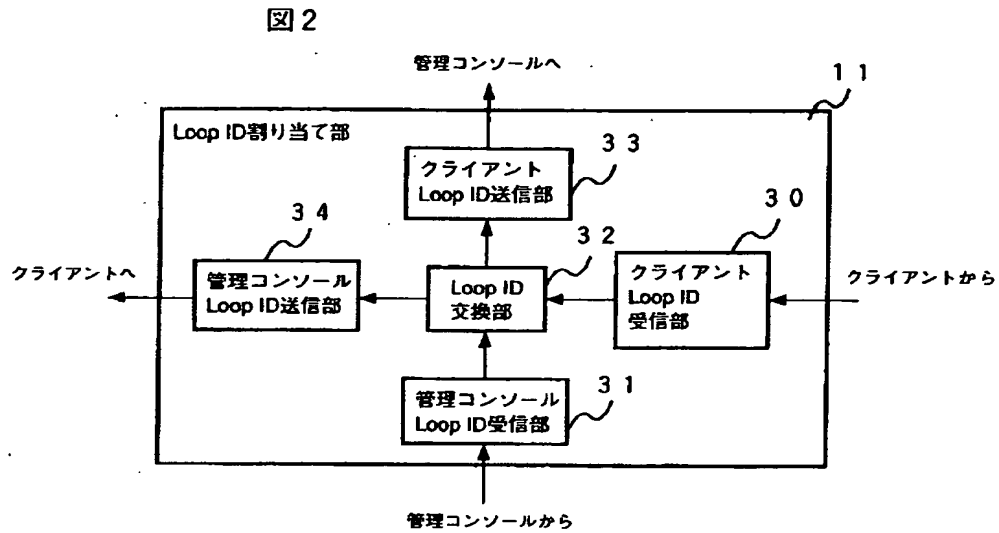 図2
管理コンソールへ
11
Loop ID割り当て部
33
クライアント
Loop ID送信部
34
30
32
クライアントへ
管理コンソール
Loop ID送信部
Loop ID
交換部
クライアント
Loop ID
受信部
クライアントから
31
管理コンソール
Loop ID受信部
管理コンソールから